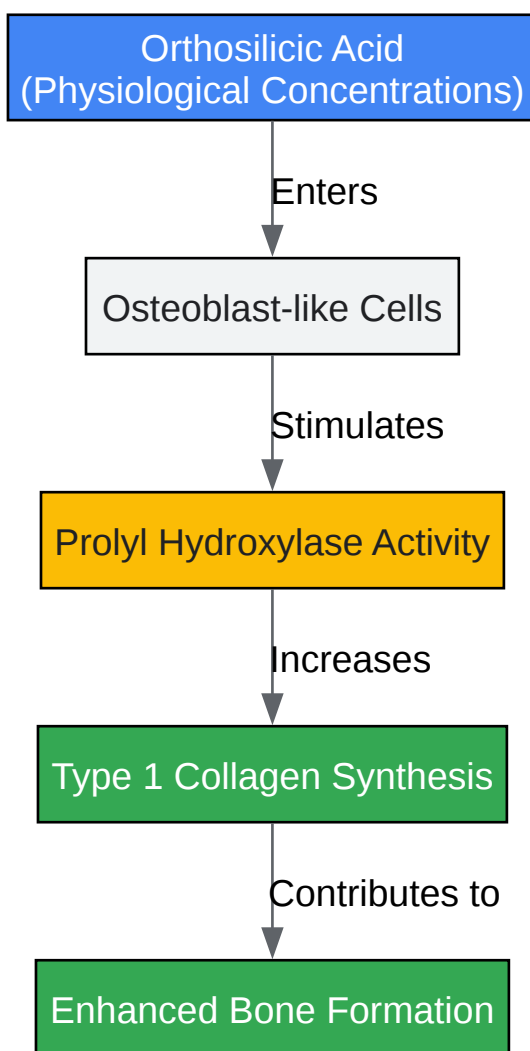 Orthosilicic Acid
(Physiological Concentrations)
Enters
Osteoblast-like Cells
Stimulates
Prolyl Hydroxylase Activity
Increases
Type 1 Collagen Synthesis
Contributes to
Enhanced Bone Formation